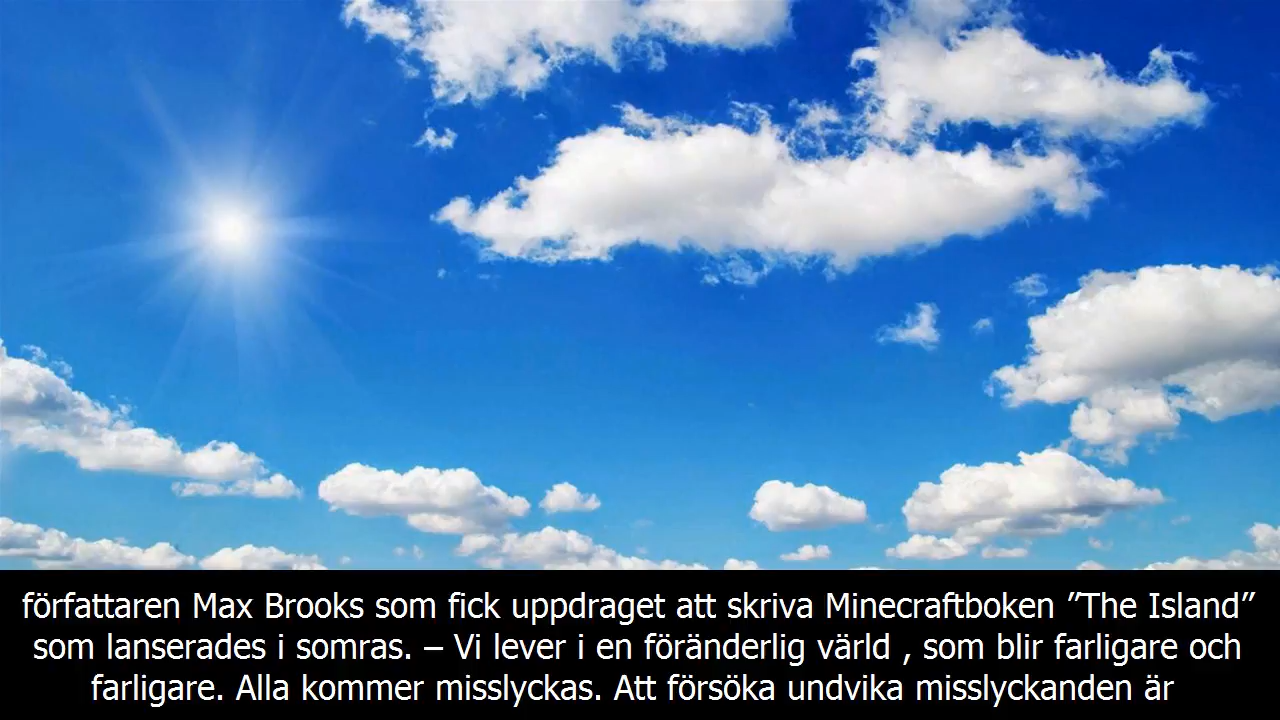 författaren Max Brooks som fick uppdraget att skriva Minecraftboken ”The Island”
som lanserades i somras. – Vi lever i en föränderlig värld , som blir farligare och
farligare. Alla kommer misslyckas. Att försöka undvika misslyckanden är